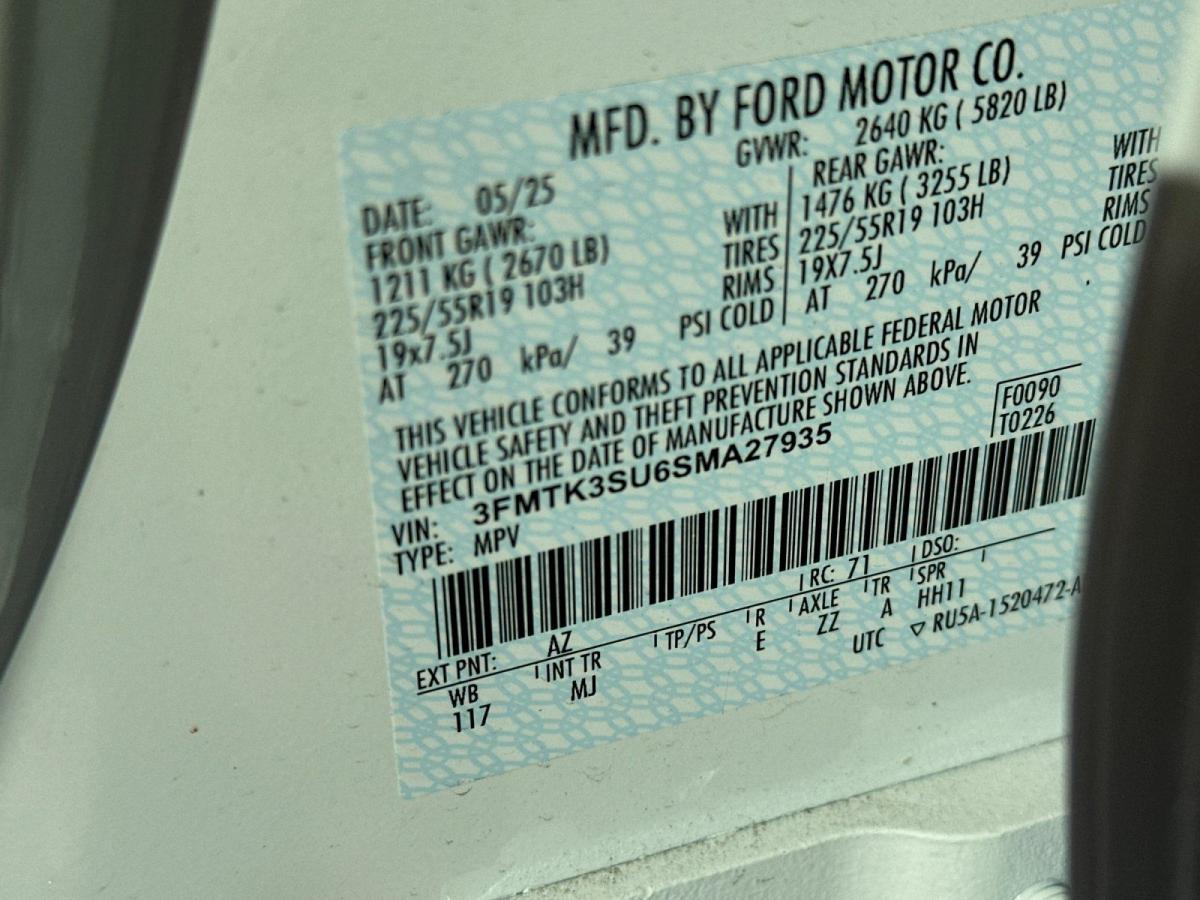 MFD. BY FORD MOTOR CO.
DATE: 05/25
GVWR: 2640 KG ( 5820 LB)
FRONT GAWR:
1211 KG ( 2670 LB) WITH
225/55R19 103H TIRES
19x7.5J RIMS
AT 270 kPa/ 39 PSI COLD
REAR GAWR:
1476 KG ( 3255 LB) WITH
225/55R19 103H TIRES
19X7.5J RIMS
AT 270 kPa/ 39 PSI COLD
THIS VEHICLE CONFORMS TO ALL APPLICABLE FEDERAL MOTOR
VEHICLE SAFETY AND THEFT PREVENTION STANDARDS IN
EFFECT ON THE DATE OF MANUFACTURE SHOWN ABOVE.
F0090
T0226
VIN: 3FMTK3SU6SMA27935
TYPE: MPV
EXT PNT: AZ RC: 71 DSO:
WB INT TR TP/PS R AXLE TR SPR
117 MJ E ZZ A HH11
UTC ▽ RU5A-1520472-A